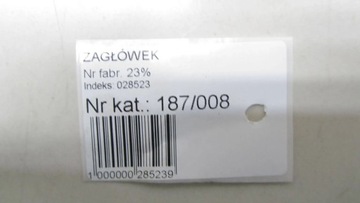 ZAGŁÓWEK
Nr fabr. 23%
Indeks: 028523
Nr kat.: 187/008
1 000000 285239